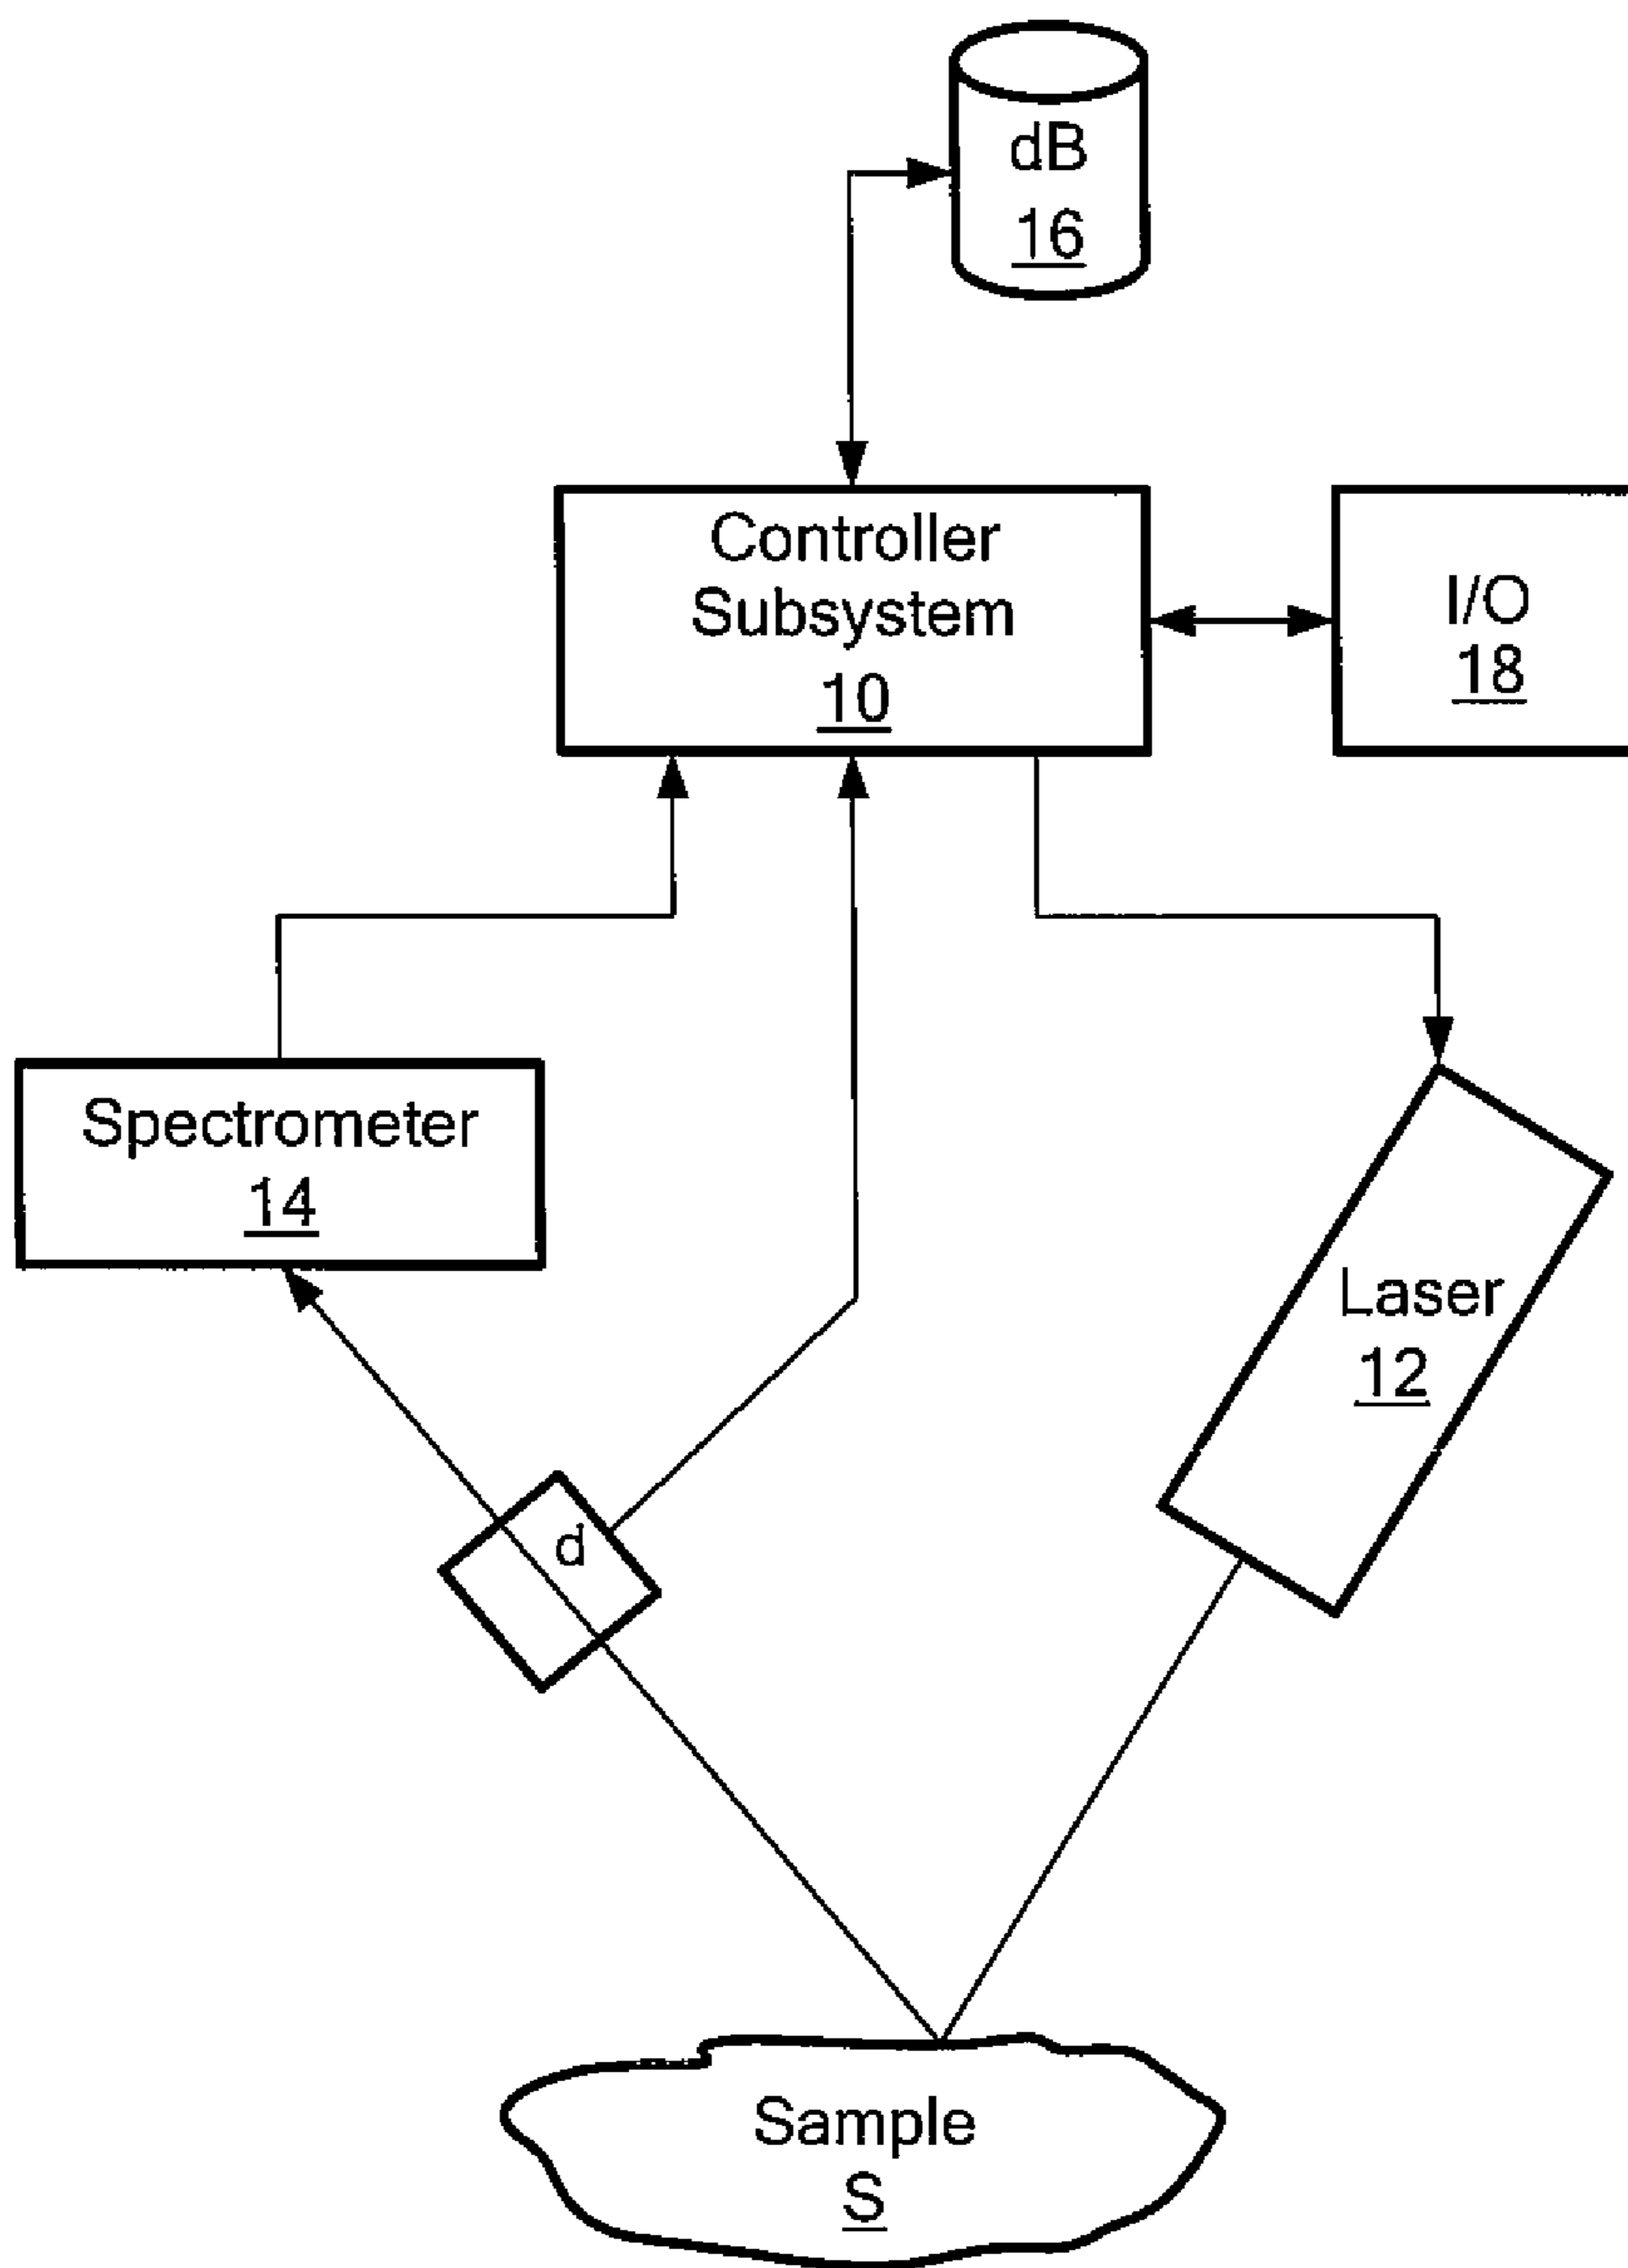 dB
16
Controller
Subsystem
10
I/O
18
Spectrometer
14
Laser
12
d
Sample
S